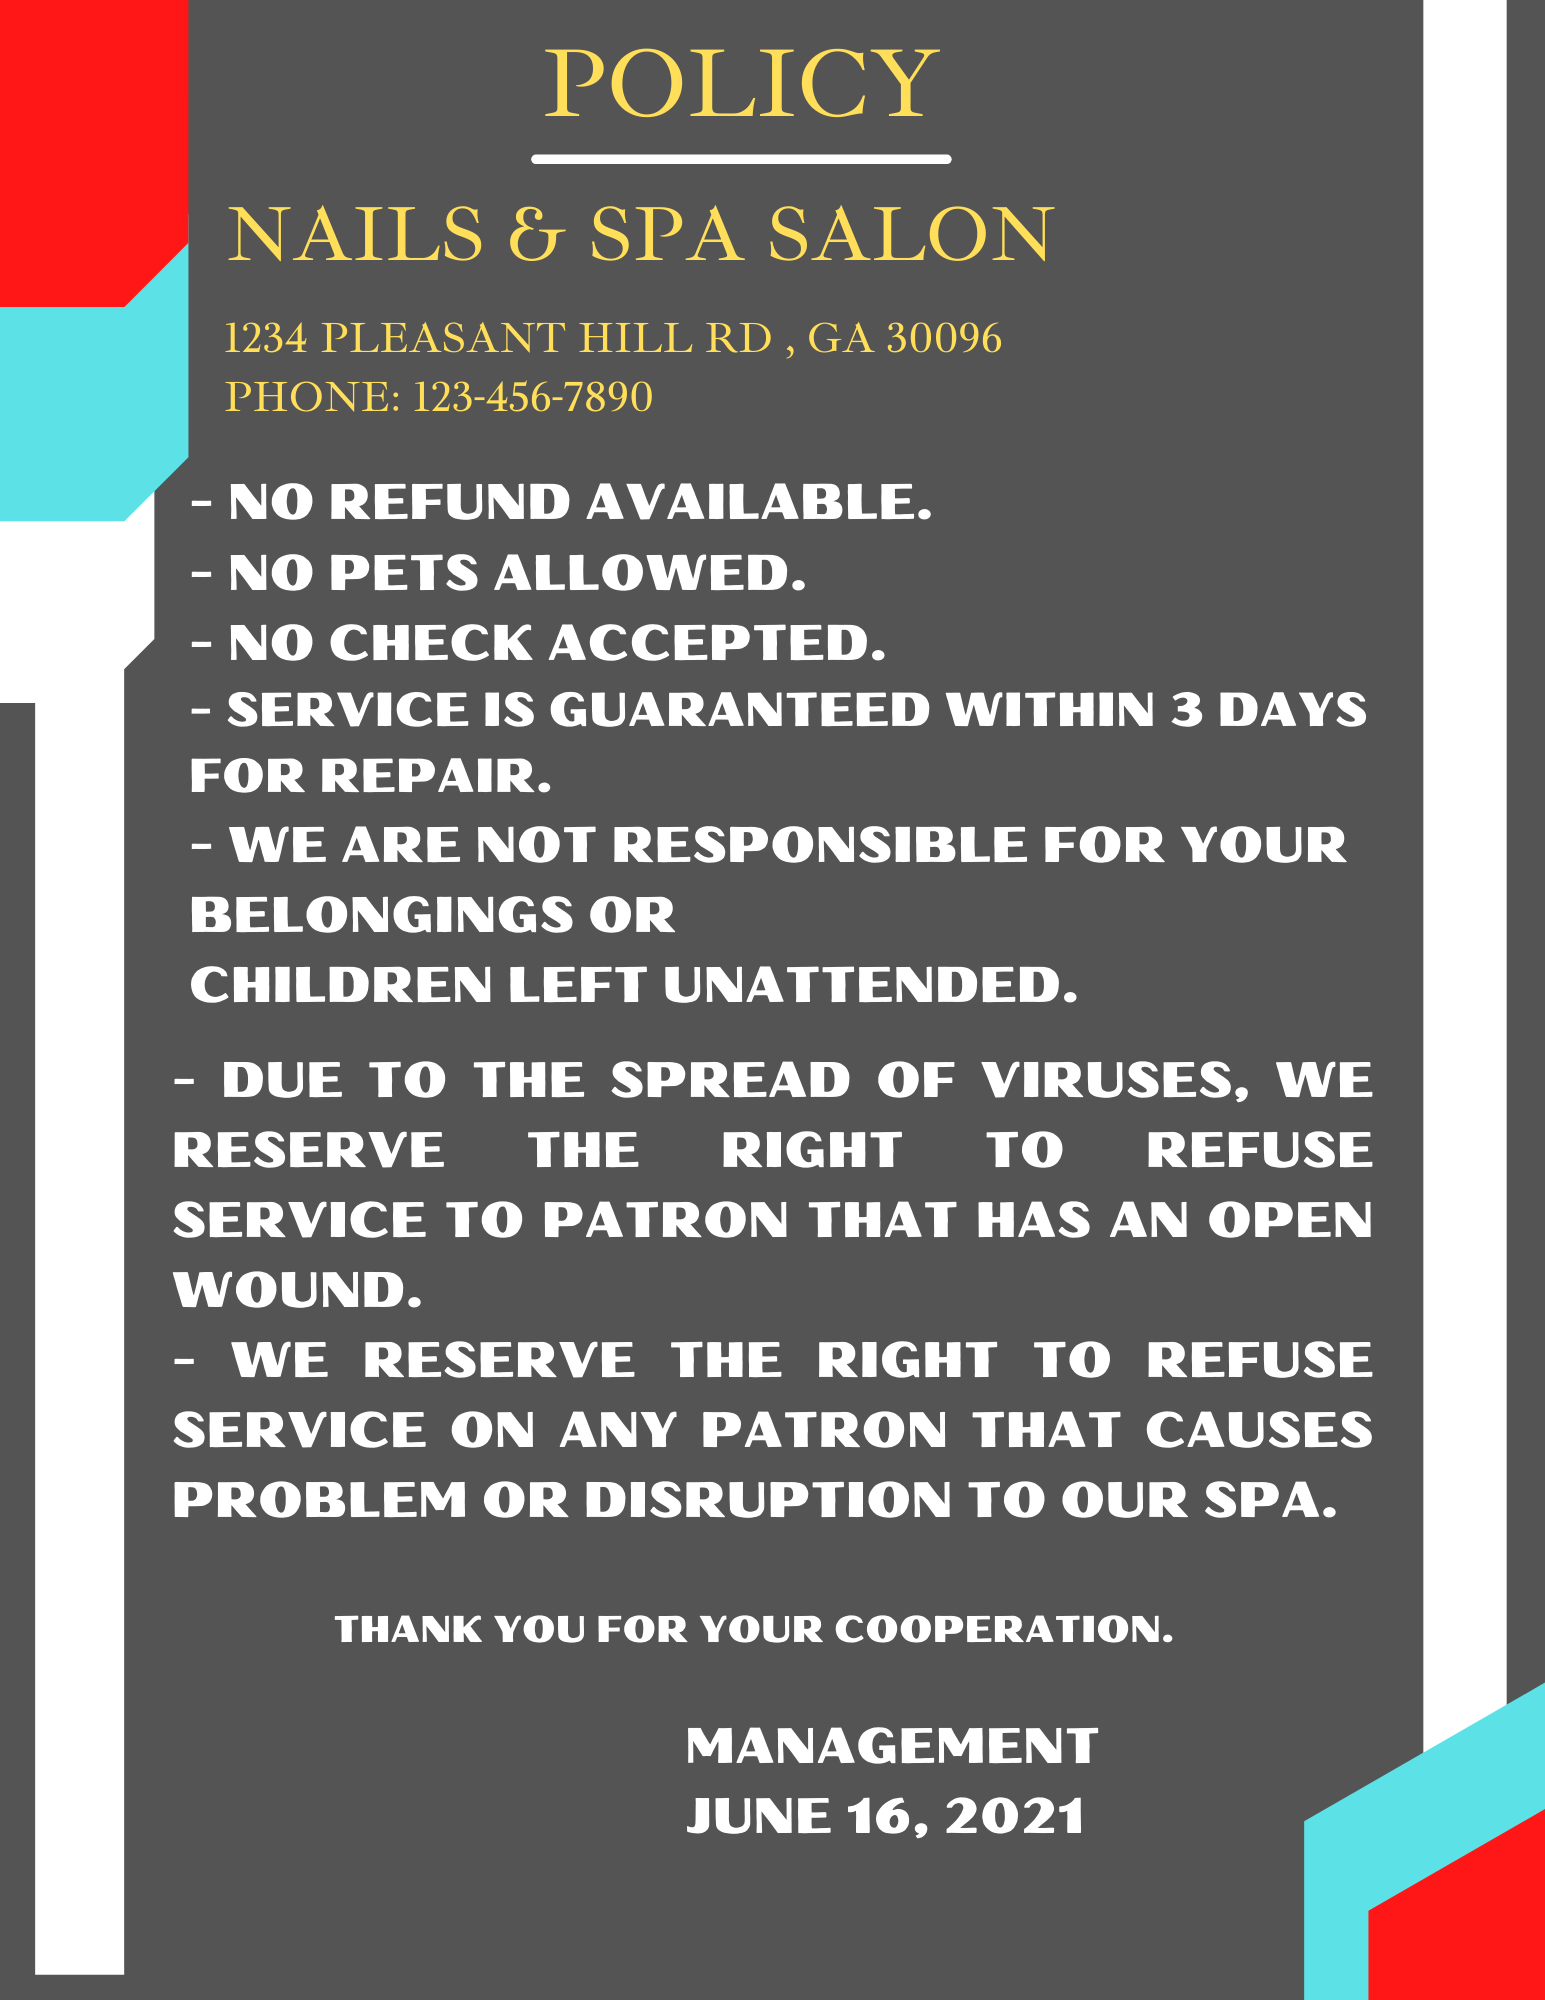 POLICY
NAILS & SPA SALON
1234 PLEASANT HILL RD , GA 30096
PHONE: 123-456-7890
- NO REFUND AVAILABLE.
- NO PETS ALLOWED.
- NO CHECK ACCEPTED.
- SERVICE IS GUARANTEED WITHIN 3 DAYS
FOR REPAIR.
- WE ARE NOT RESPONSIBLE FOR YOUR
BELONGINGS OR
CHILDREN LEFT UNATTENDED.
- DUE TO THE SPREAD OF VIRUSES, WE
RESERVE THE RIGHT TO REFUSE
SERVICE TO PATRON THAT HAS AN OPEN
WOUND.
- WE RESERVE THE RIGHT TO REFUSE
SERVICE ON ANY PATRON THAT CAUSES
PROBLEM OR DISRUPTION TO OUR SPA.
THANK YOU FOR YOUR COOPERATION.
MANAGEMENT
JUNE 16, 2021